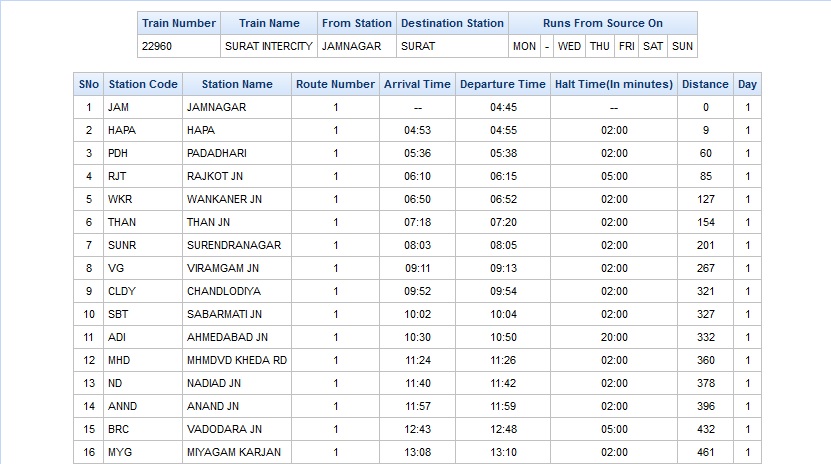 Train Number Train Name From Station Destination Station Runs From Source On
22960 SURAT INTERCITY JAMNAGAR SURAT MON - WED THU FRI SAT SUN
SNo Station Code Station Name Route Number Arrival Time Departure Time Halt Time(In minutes) Distance Day
1 JAM JAMNAGAR 1 -- 04:45 -- 0 1
2 HAPA HAPA 1 04:53 04:55 02:00 9 1
3 PDH PADADHARI 1 05:36 05:38 02:00 60 1
4 RJT RAJKOT JN 1 06:10 06:15 05:00 85 1
5 WKR WANKANER JN 1 06:50 06:52 02:00 127 1
6 THAN THAN JN 1 07:18 07:20 02:00 154 1
7 SUNR SURENDRANAGAR 1 08:03 08:05 02:00 201 1
8 VG VIRAMGAM JN 1 09:11 09:13 02:00 267 1
9 CLDY CHANDLODIYA 1 09:52 09:54 02:00 321 1
10 SBT SABARMATI JN 1 10:02 10:04 02:00 327 1
11 ADI AHMEDABAD JN 1 10:30 10:50 20:00 332 1
12 MHD MHMDVD KHEDA RD 1 11:24 11:26 02:00 360 1
13 ND NADIAD JN 1 11:40 11:42 02:00 378 1
14 ANND ANAND JN 1 11:57 11:59 02:00 396 1
15 BRC VADODARA JN 1 12:43 12:48 05:00 432 1
16 MYG MIYAGAM KARJAN 1 13:08 13:10 02:00 461 1